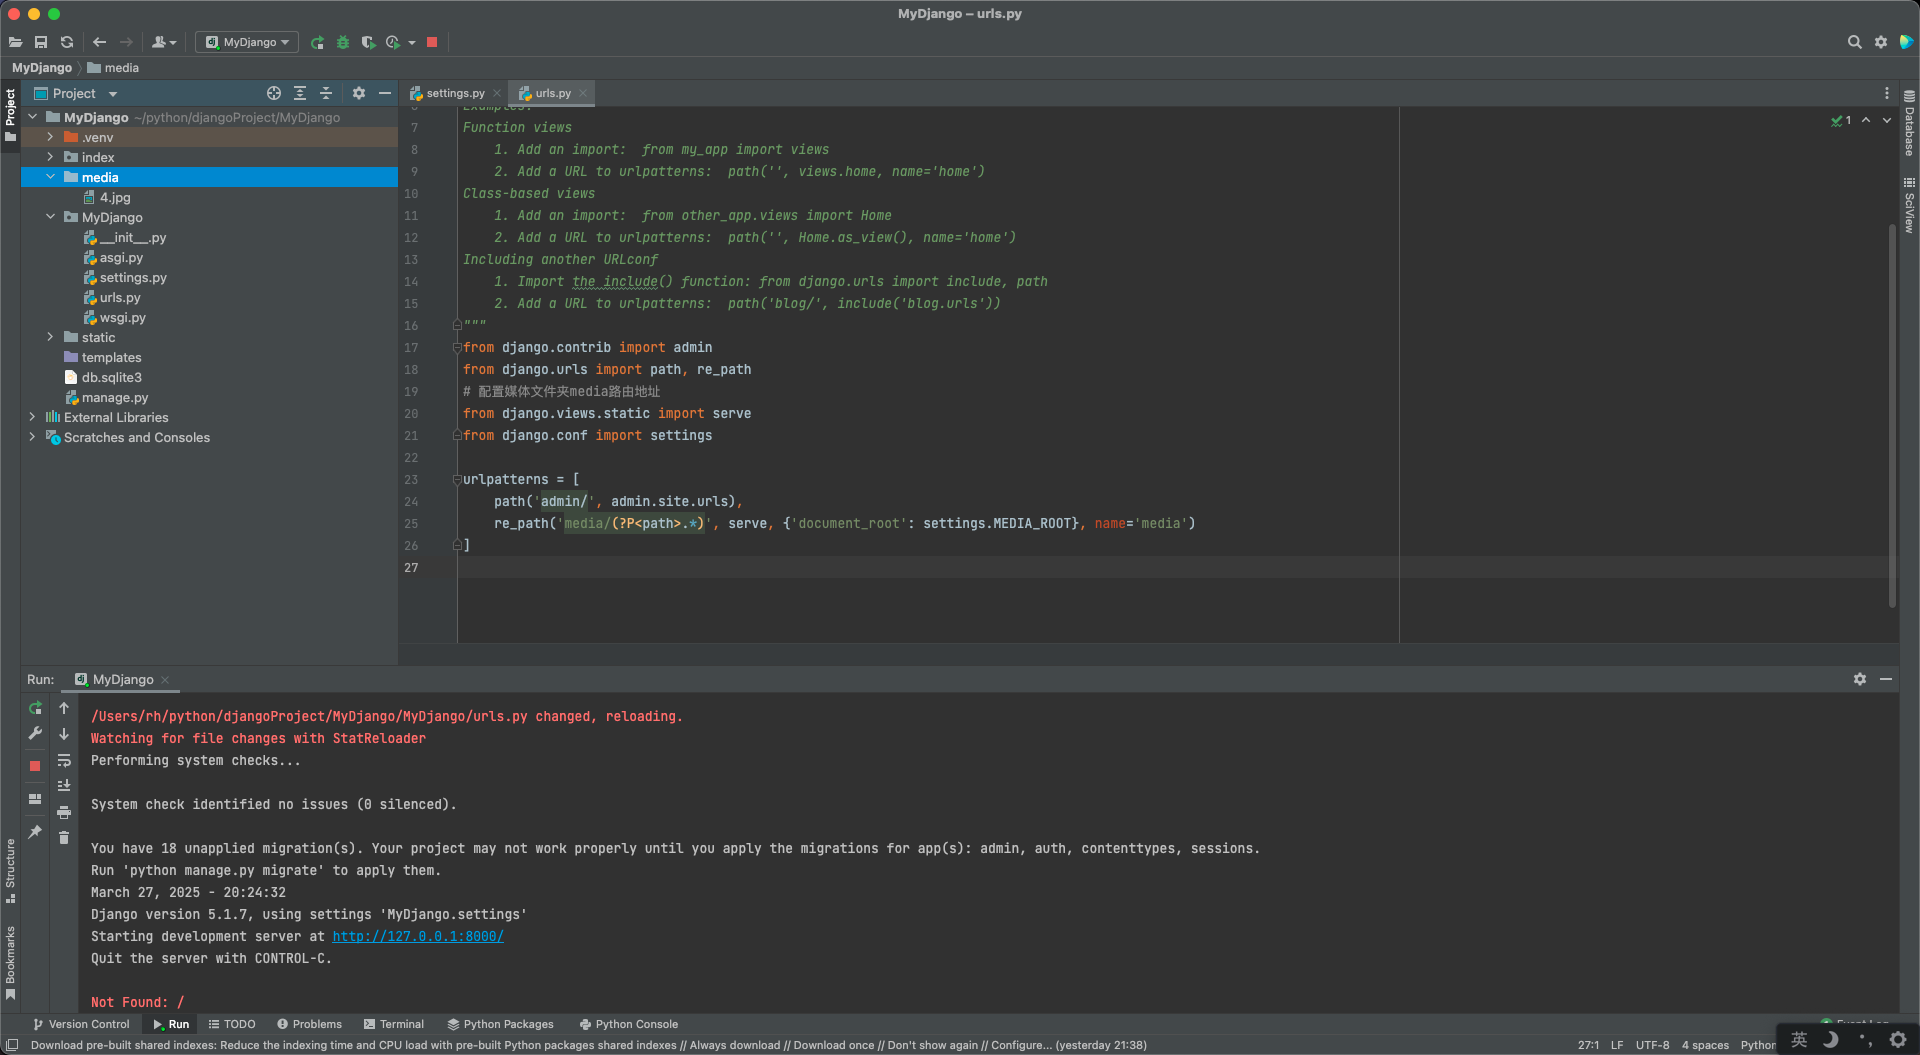 MyDjango – urls.py
MyDjango
MyDjango media
Project
MyDjango ~/python/djangoProject/MyDjango
.venv
index
media
4.jpg
MyDjango
__init__.py
asgi.py
settings.py
urls.py
wsgi.py
static
templates
db.sqlite3
manage.py
External Libraries
Scratches and Consoles
Project
Structure
Bookmarks
settings.py urls.py
1
7 Function views
8 1. Add an import:  from my_app import views
9 2. Add a URL to urlpatterns:  path('', views.home, name='home')
10 Class-based views
11 1. Add an import:  from other_app.views import Home
12 2. Add a URL to urlpatterns:  path('', Home.as_view(), name='home')
13 Including another URLconf
14 1. Import the include() function: from django.urls import include, path
15 2. Add a URL to urlpatterns:  path('blog/', include('blog.urls'))
16 """
17 from django.contrib import admin
18 from django.urls import path, re_path
19 # 配置媒体文件夹media路由地址
20 from django.views.static import serve
21 from django.conf import settings
22
23 urlpatterns = [
24 path('admin/', admin.site.urls),
25 re_path('media/(?P<path>.*)', serve, {'document_root': settings.MEDIA_ROOT}, name='media')
26 ]
27
Database
SciView
Run: MyDjango
/Users/rh/python/djangoProject/MyDjango/MyDjango/urls.py changed, reloading.
Watching for file changes with StatReloader
Performing system checks...
System check identified no issues (0 silenced).
You have 18 unapplied migration(s). Your project may not work properly until you apply the migrations for app(s): admin, auth, contenttypes, sessions.
Run 'python manage.py migrate' to apply them.
March 27, 2025 - 20:24:32
Django version 5.1.7, using settings 'MyDjango.settings'
Starting development server at http://127.0.0.1:8000/
Quit the server with CONTROL-C.
Not Found: /
Version Control Run TODO Problems Terminal Python Packages Python Console
Download pre-built shared indexes: Reduce the indexing time and CPU load with pre-built Python packages shared indexes // Always download // Download once // Don't show again // Configure... (yesterday 21:38) 27:1 LF UTF-8 4 spaces Python
英